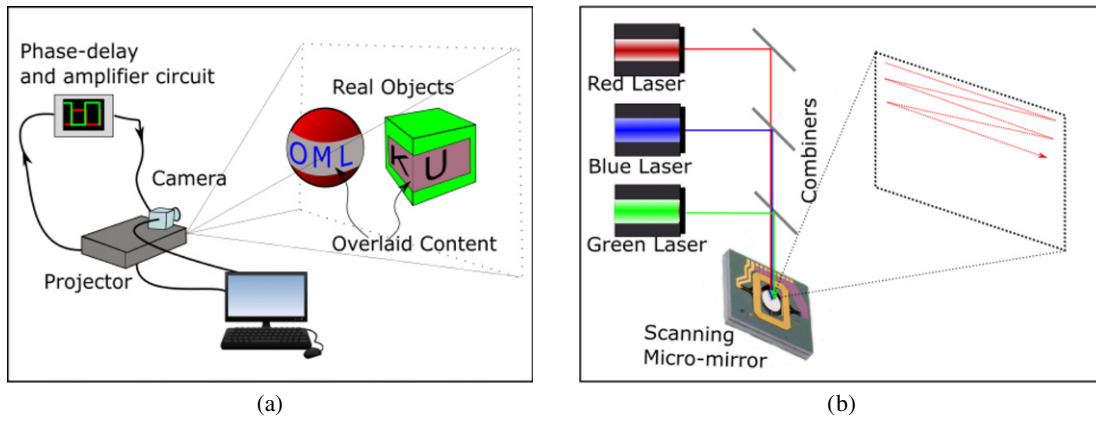 Phase-delay
and amplifier circuit
Real Objects
OML
K U
Camera
Overlaid Content
Projector
(a)
Red Laser
Blue Laser
Green Laser
Combiners
Scanning
Micro-mirror
(b)